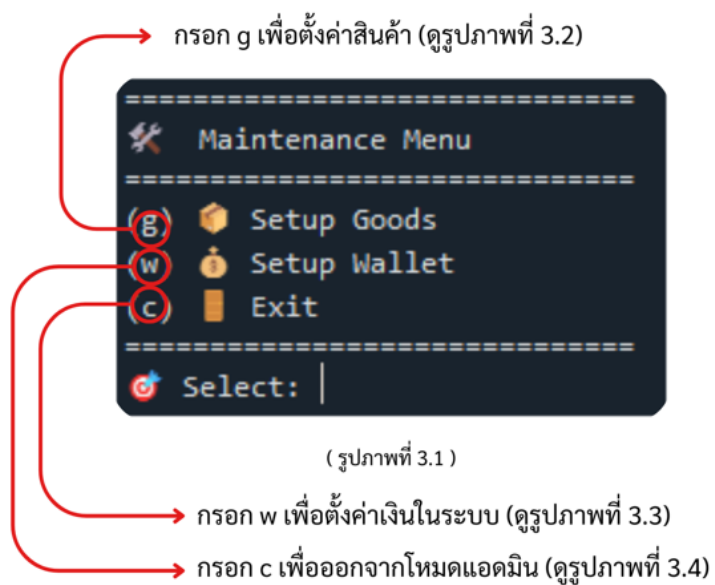 กรอก g เพื่อตั้งค่าสินค้า (ดูรูปภาพที่ 3.2)
===============================
🛠 Maintenance Menu
===============================
(g) 📦 Setup Goods
(w) 💰 Setup Wallet
(c) 🚪 Exit
===============================
🎯 Select:
( รูปภาพที่ 3.1 )
กรอก w เพื่อตั้งค่าเงินในระบบ (ดูรูปภาพที่ 3.3)
กรอก c เพื่อออกจากโหมดแอดมิน (ดูรูปภาพที่ 3.4)